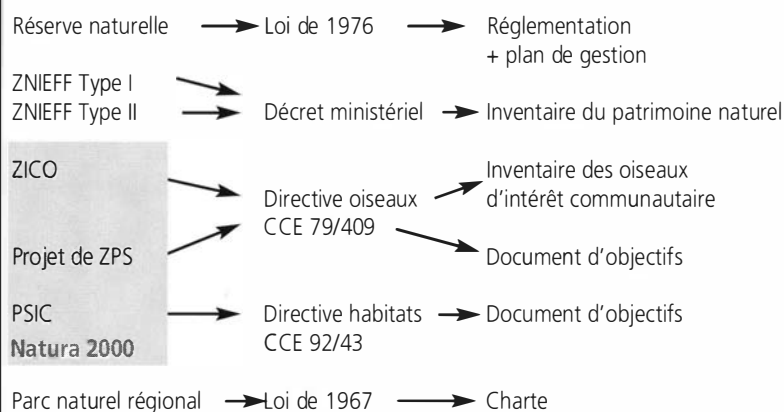 Réserve naturelle Loi de 1976 Réglementation
+ plan de gestion
ZNIEFF Type I
ZNIEFF Type II Décret ministériel Inventaire du patrimoine naturel
ZICO Inventaire des oiseaux
Directive oiseaux d'intérêt communautaire
CCE 79/409
Projet de ZPS Document d'objectifs
PSIC Directive habitats Document d'objectifs
Natura 2000 CCE 92/43
Parc naturel régional Loi de 1967 Charte